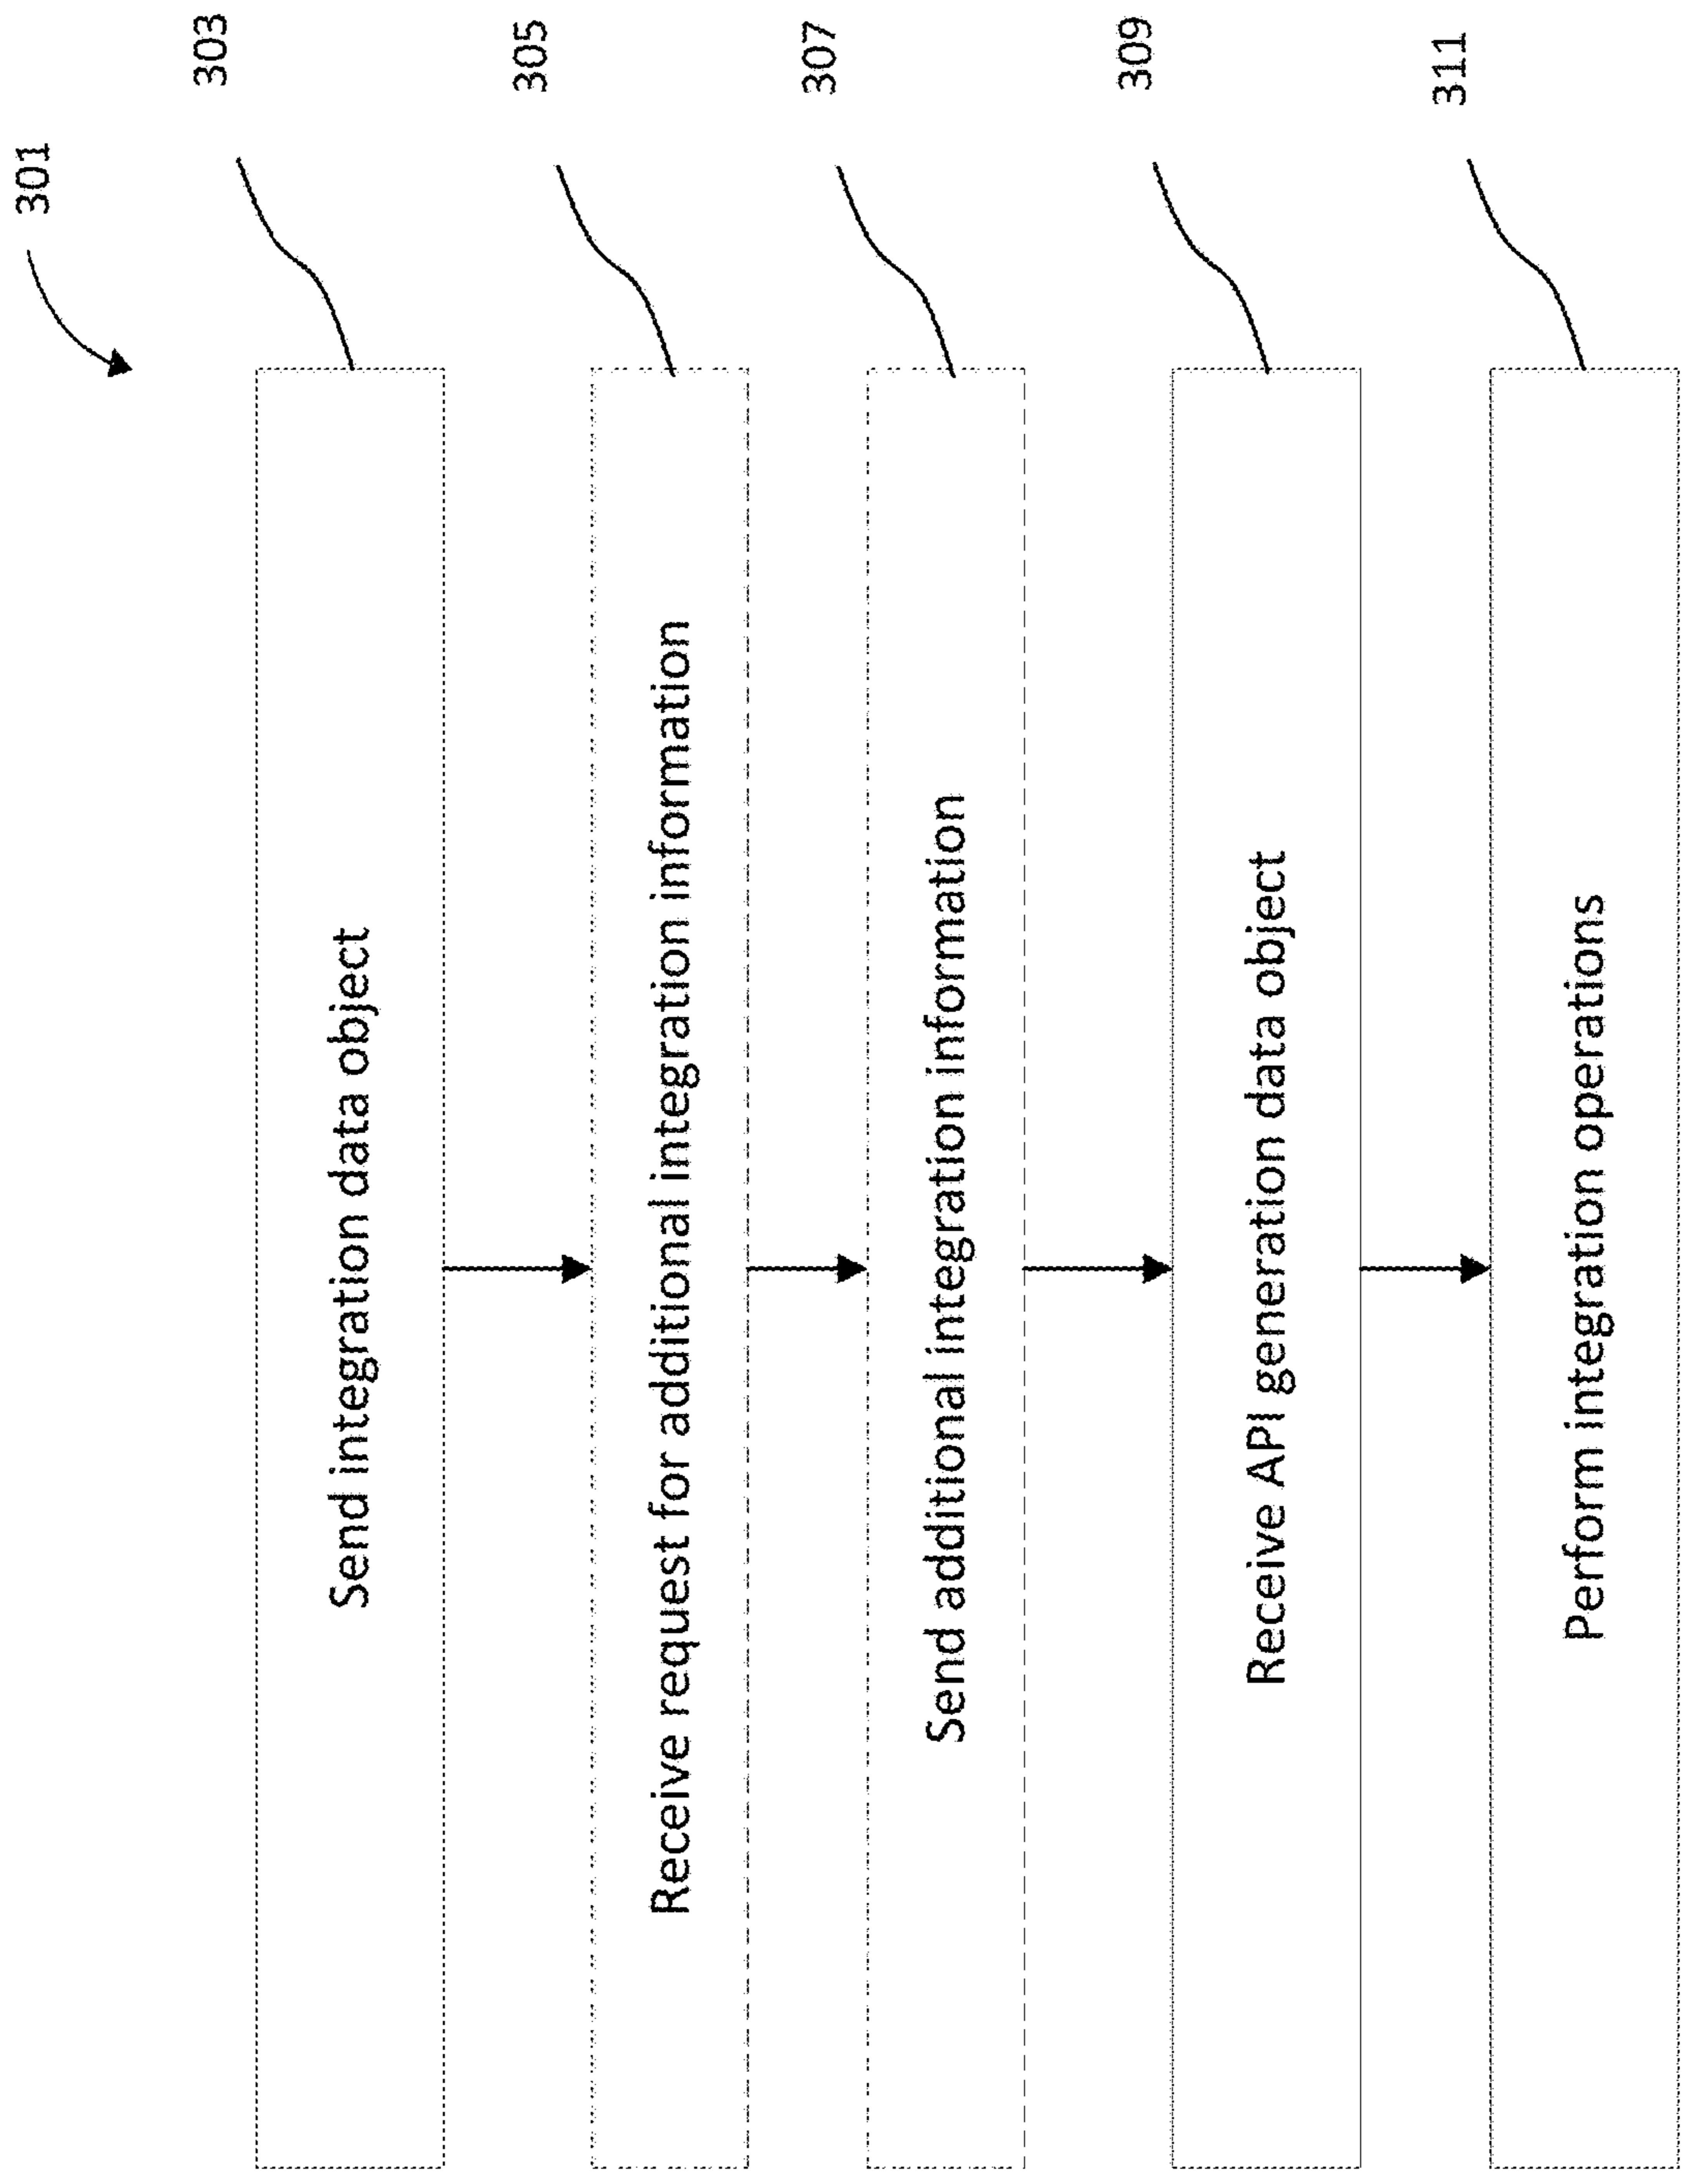 301
303
Send integration data object
305
Receive request for additional integration information
307
Send additional integration information
309
Receive API generation data object
311
Perform integration operations